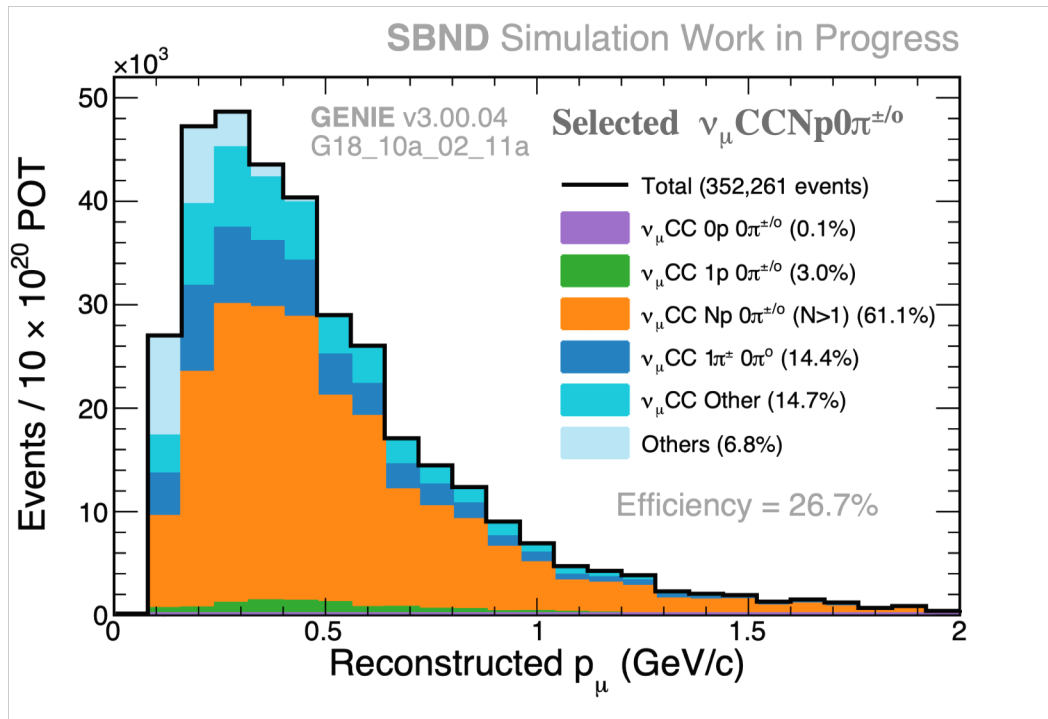 SBND Simulation Work in Progress
×10³
50
40
30
20
10
0
Events / 10 × 10²⁰ POT
GENIE v3.00.04
G18_10a_02_11a
Selected ν_μCCNp0π^±/o
Total (352,261 events)
ν_μCC 0p 0π^±/o (0.1%)
ν_μCC 1p 0π^±/o (3.0%)
ν_μCC Np 0π^±/o (N>1) (61.1%)
ν_μCC 1π^± 0π^o (14.4%)
ν_μCC Other (14.7%)
Others (6.8%)
Efficiency = 26.7%
0 0.5 1 1.5 2
Reconstructed p_μ (GeV/c)